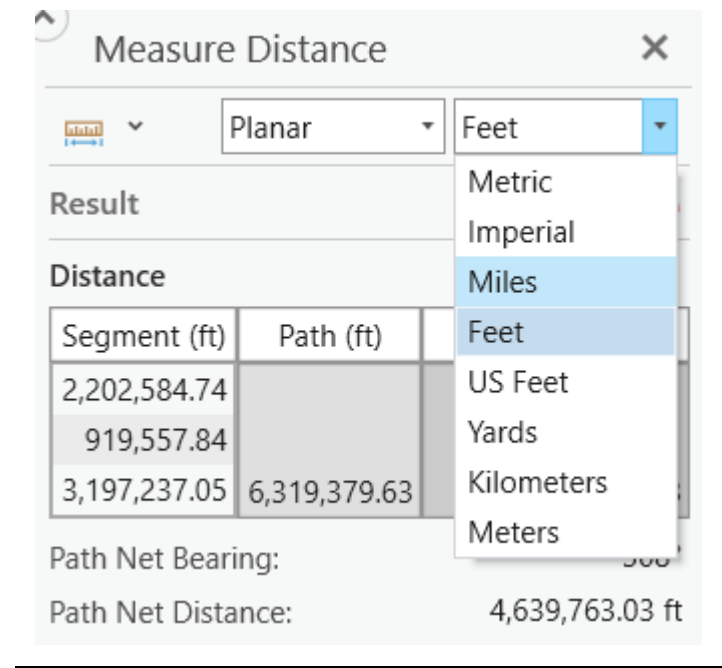 Measure Distance
Planar Feet
Metric
Result
Imperial
Distance
Miles
Segment (ft) Path (ft) Feet
2,202,584.74 US Feet
919,557.84 Yards
3,197,237.05 6,319,379.63 Kilometers
Meters
Path Net Bearing:
Path Net Distance: 4,639,763.03 ft